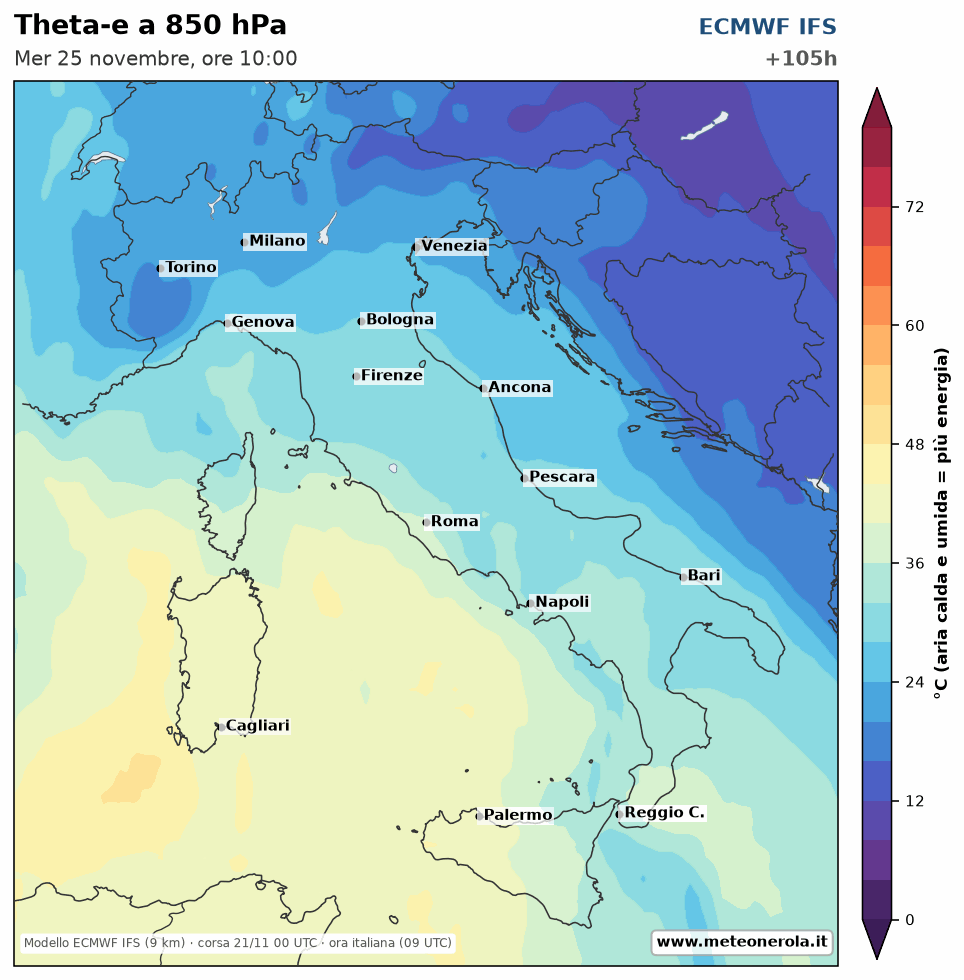 Theta-e a 850 hPa
ECMWF IFS
Mer 25 novembre, ore 10:00
+105h
Milano
Venezia
Torino
Genova
Bologna
Firenze
Ancona
Pescara
Roma
Bari
Napoli
Cagliari
Palermo
Reggio C.
72
60
48
36
24
12
0
°C (aria calda e umida = più energia)
Modello ECMWF IFS (9 km) · corsa 21/11 00 UTC · ora italiana (09 UTC)
www.meteonerola.it